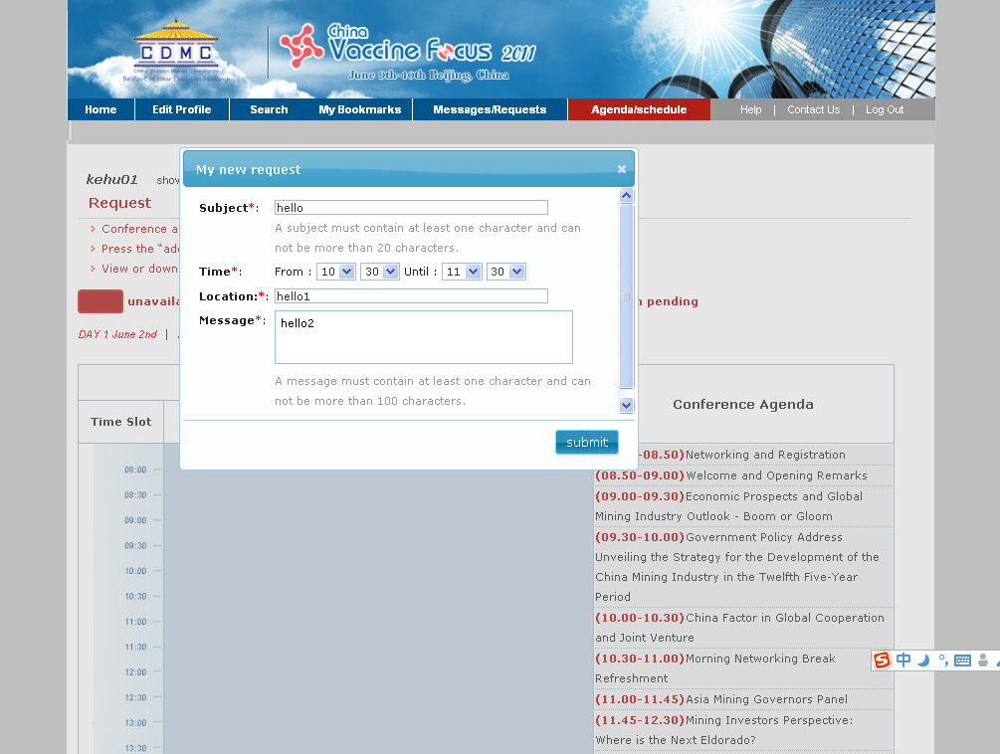 CDMC
China
Vaccine Focus 2011
June 9th-10th Beijing, China
Home
Edit Profile
Search
My Bookmarks
Messages/Requests
Agenda/schedule
Help | Contact Us | Log Out
kehu01 show
Request
Conference a
Press the “add
View or down
unavaila
pending
DAY 1 June 2nd |
My new request
Subject*: hello
A subject must contain at least one character and can
not be more than 20 characters.
Time*: From : 10 30 Until : 11 30
Location:*: hello1
Message*: hello2
A message must contain at least one character and can
not be more than 100 characters.
submit
Time Slot
08:00
08:30
09:00
09:30
10:00
10:30
11:00
11:30
12:00
12:30
13:00
13:30
Conference Agenda
-08.50)Networking and Registration
(08.50-09.00)Welcome and Opening Remarks
(09.00-09.30)Economic Prospects and Global
Mining Industry Outlook - Boom or Gloom
(09.30-10.00)Government Policy Address
Unveiling the Strategy for the Development of the
China Mining Industry in the Twelfth Five-Year
Period
(10.00-10.30)China Factor in Global Cooperation
and Joint Venture
(10.30-11.00)Morning Networking Break
Refreshment
(11.00-11.45)Asia Mining Governors Panel
(11.45-12.30)Mining Investors Perspective:
Where is the Next Eldorado?
中